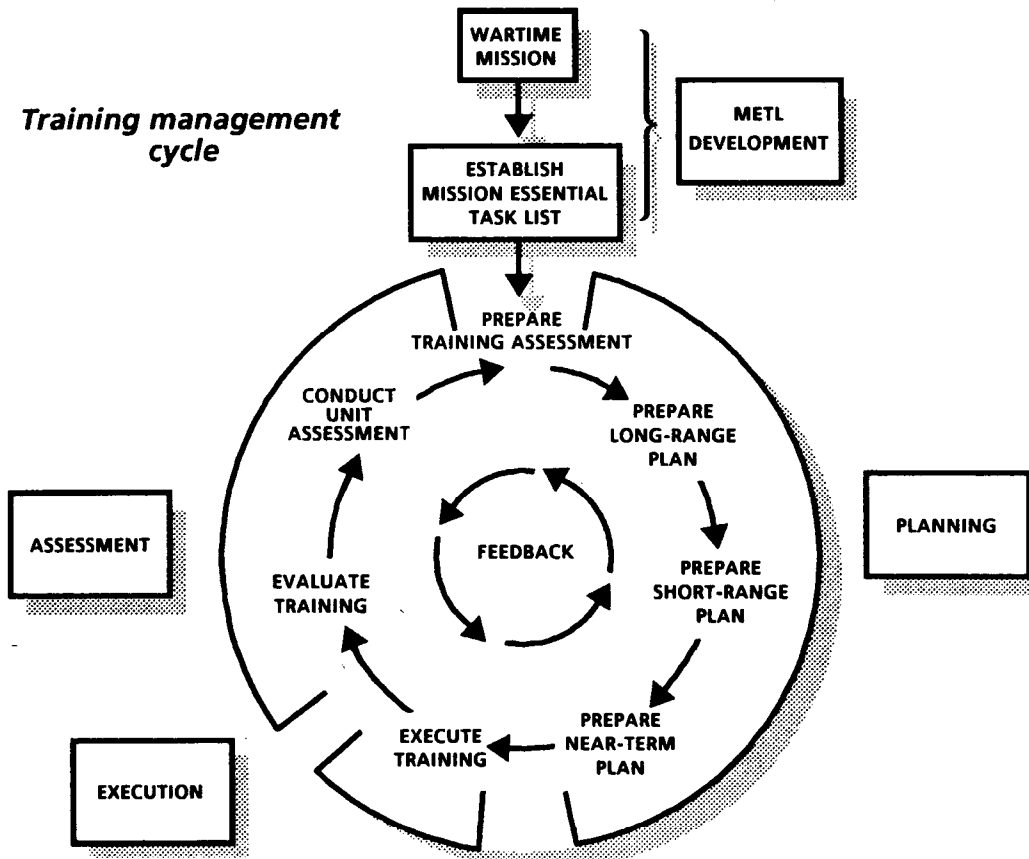 WARTIME
MISSION
Training management
cycle
METL
DEVELOPMENT
ESTABLISH
MISSION ESSENTIAL
TASK LIST
PREPARE
TRAINING ASSESSMENT
CONDUCT
UNIT
ASSESSMENT
PREPARE
LONG-RANGE
PLAN
ASSESSMENT
FEEDBACK
PLANNING
EVALUATE
TRAINING
PREPARE
SHORT-RANGE
PLAN
EXECUTE
TRAINING
PREPARE
NEAR-TERM
PLAN
EXECUTION